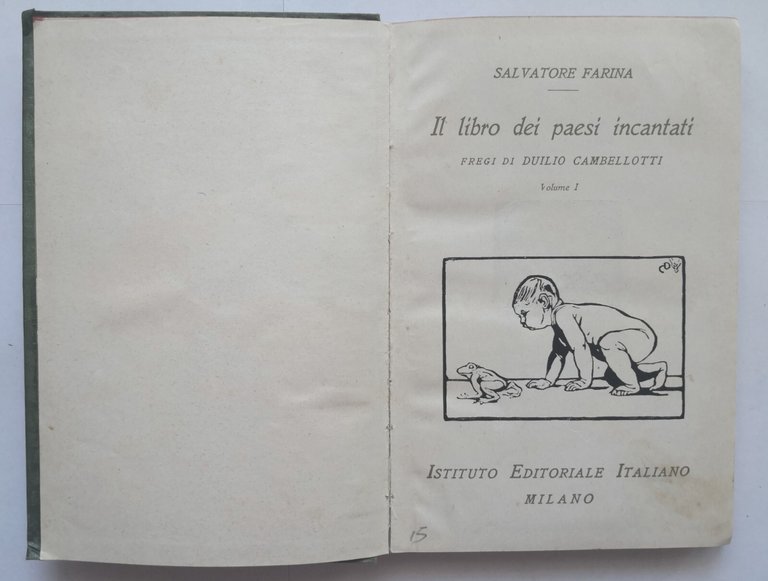 SALVATORE FARINA
Il libro dei paesi incantati
FREGI DI DUILIO CAMBELLOTTI
Volume I
ISTITUTO EDITORIALE ITALIANO
MILANO
15